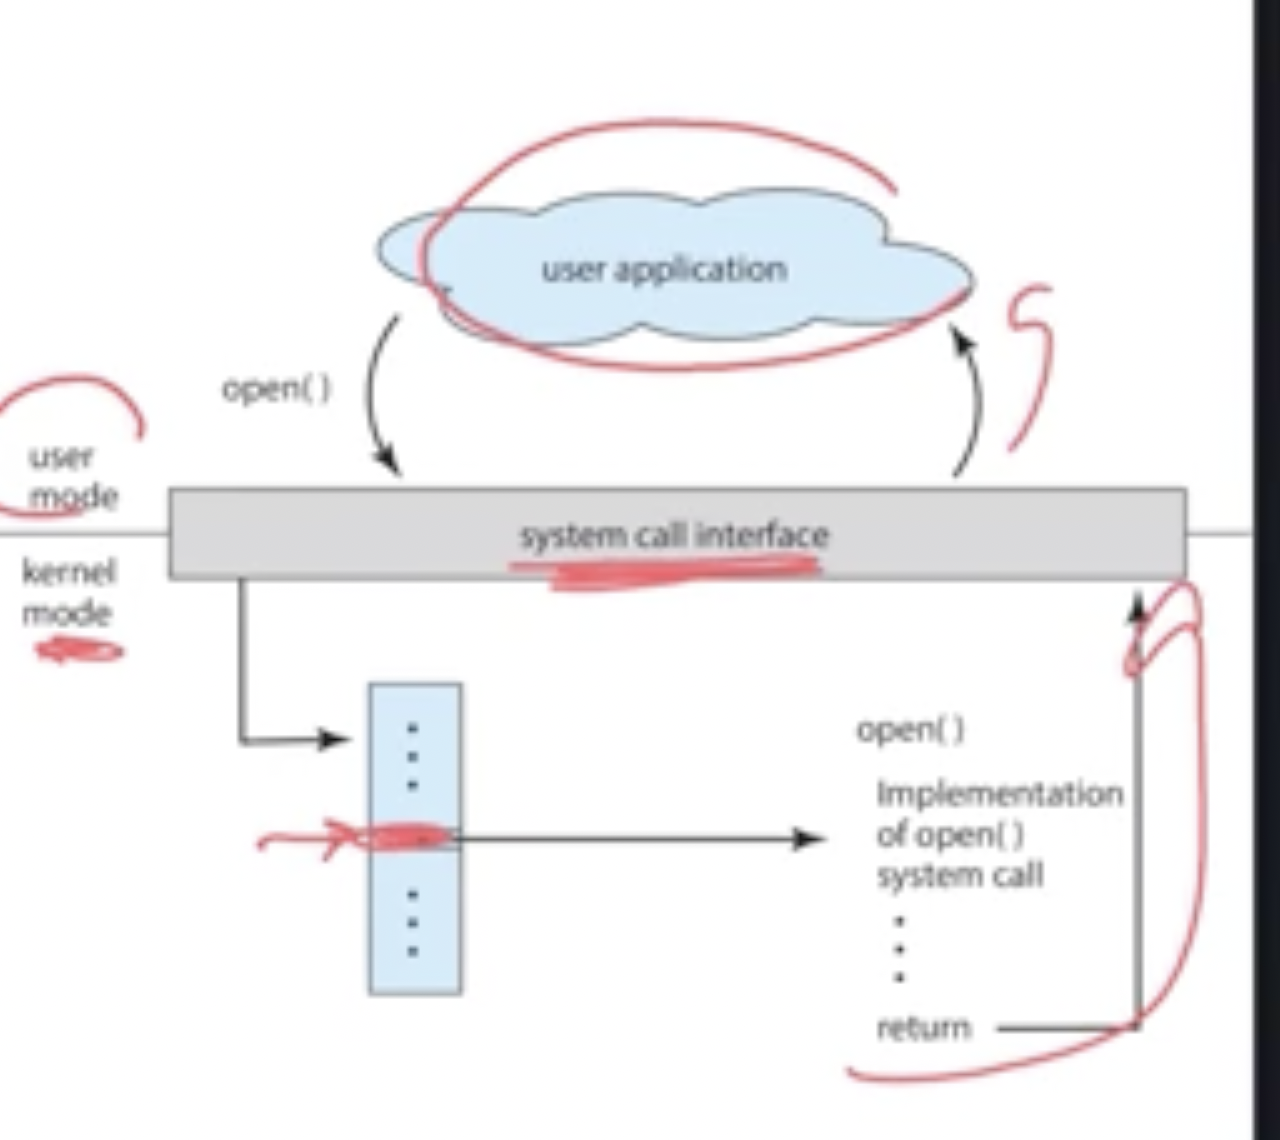 user application
open( )
user
mode
system call interface
kernel
mode
open( )
Implementation
of open( )
system call
return